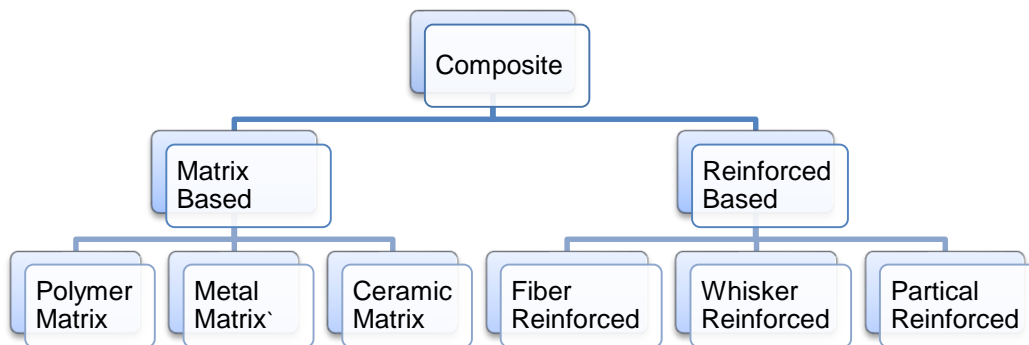 Composite
Matrix
Based
Reinforced
Based
Polymer
Matrix
Metal
Matrix`
Ceramic
Matrix
Fiber
Reinforced
Whisker
Reinforced
Partical
Reinforced